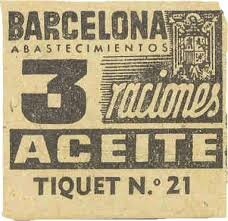 BARCELONA
ABASTECIMIENTOS
3 raciones
ACEITE
TIQUET N.º 21